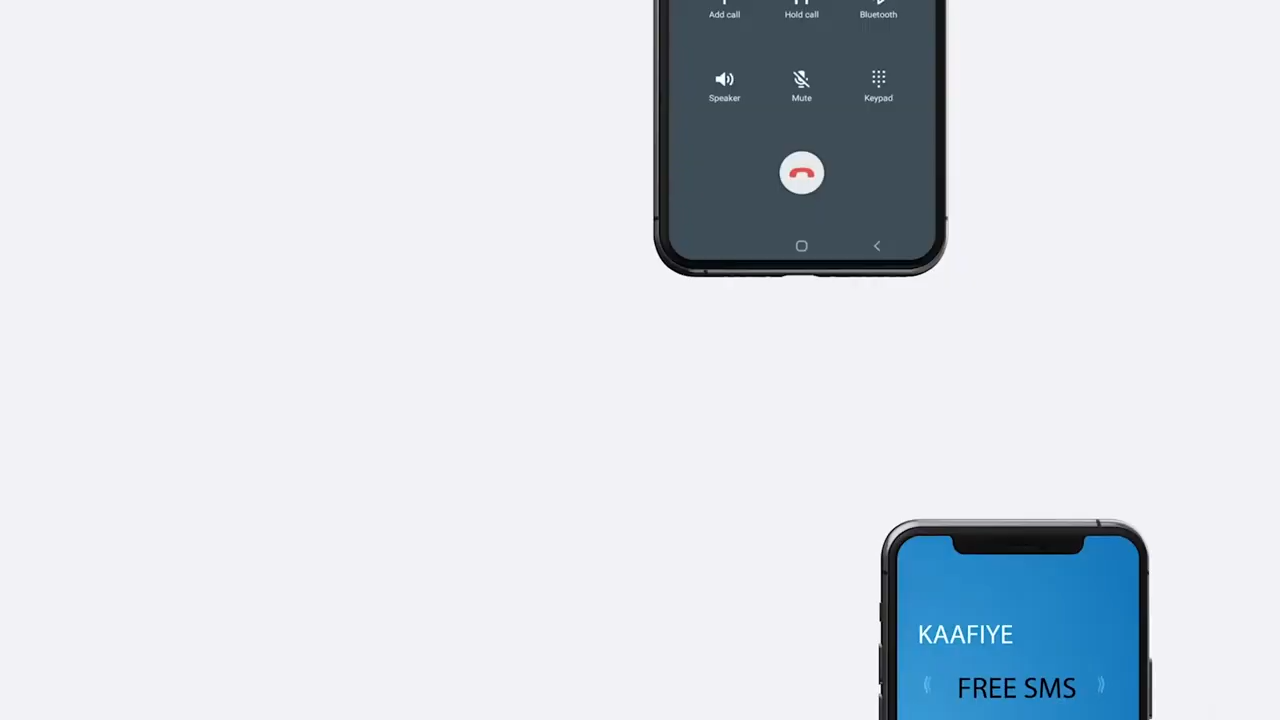 Add call Hold call Bluetooth
Speaker Mute Keypad
KAAFIYE
FREE SMS